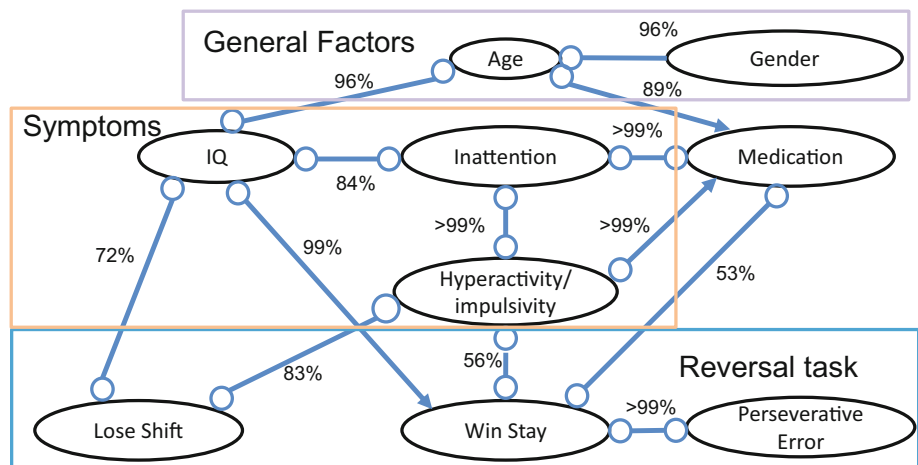 General Factors
Age
96%
Gender
96%
89%
Symptoms
IQ
84%
Inattention
>99%
Medication
>99%
>99%
72%
99%
Hyperactivity/
impulsivity
53%
83%
56%
Reversal task
Lose Shift
Win Stay
>99%
Perseverative
Error